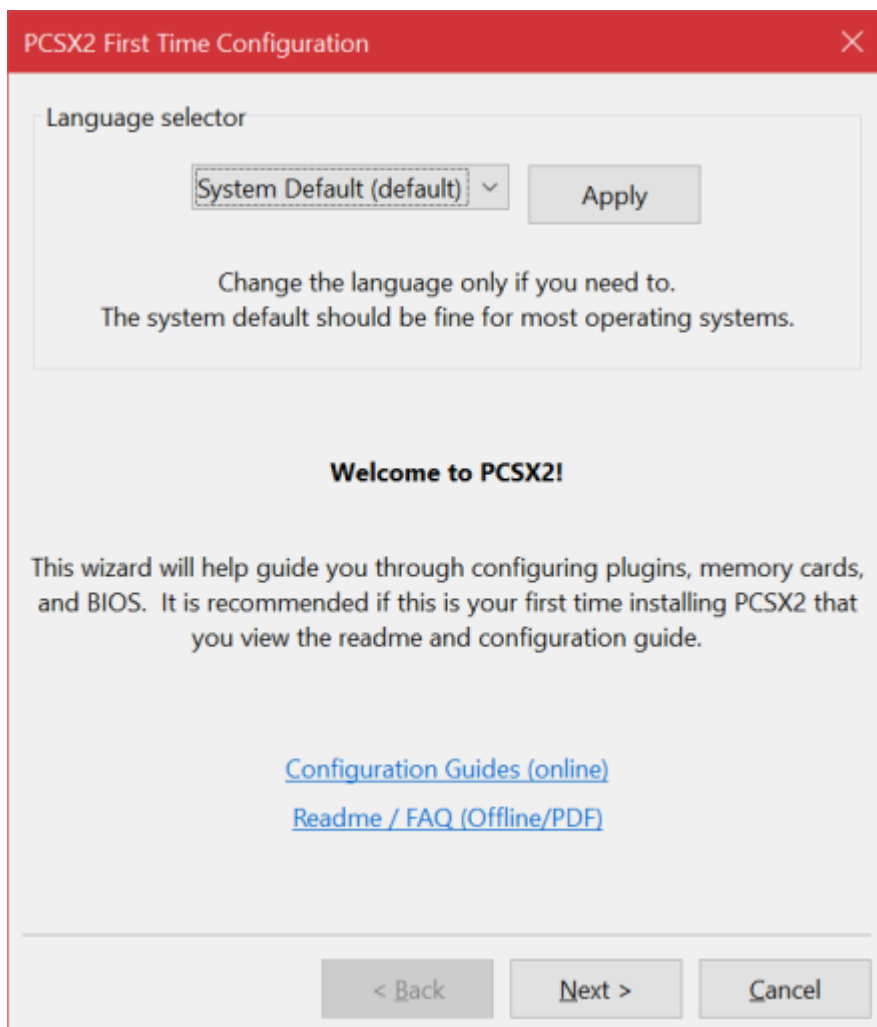 PCSX2 First Time Configuration
Language selector
System Default (default)
Apply
Change the language only if you need to.
The system default should be fine for most operating systems.
Welcome to PCSX2!
This wizard will help guide you through configuring plugins, memory cards,
and BIOS.  It is recommended if this is your first time installing PCSX2 that
you view the readme and configuration guide.
Configuration Guides (online)
Readme / FAQ (Offline/PDF)
< Back
Next >
Cancel